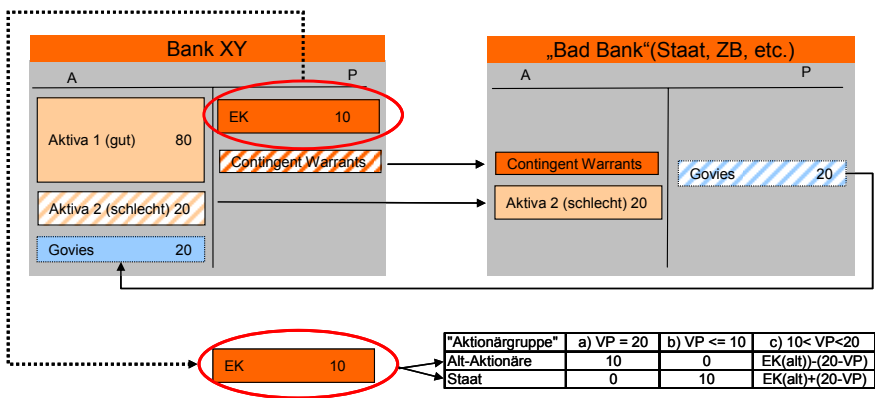 Bank XY
A P
EK 10
Aktiva 1 (gut) 80
Contingent Warrants
Aktiva 2 (schlecht) 20
Govies 20
„Bad Bank“(Staat, ZB, etc.)
A P
Contingent Warrants
Govies 20
Aktiva 2 (schlecht) 20
EK 10
"Aktionärgruppe" a) VP = 20 b) VP <= 10 c) 10< VP<20
Alt-Aktionäre 10 0 EK(alt))-(20-VP)
Staat 0 10 EK(alt)+(20-VP)